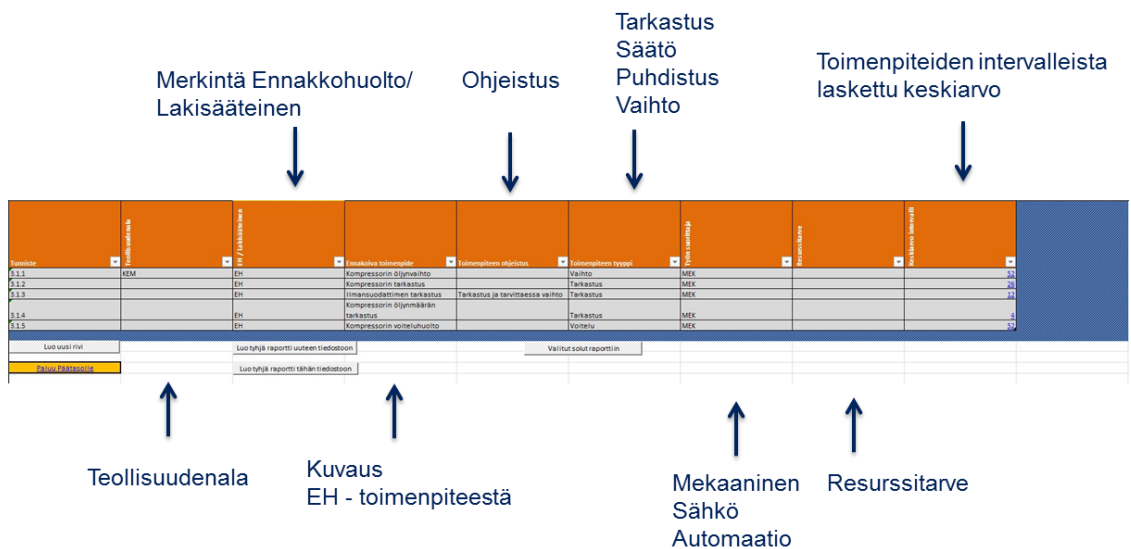 Merkintä Ennakkohuolto/
Lakisääteinen
Ohjeistus
Tarkastus
Säätö
Puhdistus
Vaihto
Toimenpiteiden intervalleista
laskettu keskiarvo
Tunniste
Teollisuudenala
EH / Lakisääteinen
Ennakoiva toimenpide
Toimenpiteen ohjeistus
Toimenpiteen tyyppi
Työn suorittaja
Resurssitarve
Keskiarvo intervalli
3.1.1 KEM EH Kompressorin öljynvaihto Vaihto MEK 52
3.1.2 EH Kompressorin tarkastus Tarkastus MEK 26
3.1.3 EH Ilmansuodattimen tarkastus Tarkastus ja tarvittaessa vaihto Tarkastus MEK 12
Kompressorin öljynmäärän
3.1.4 EH tarkastus Tarkastus MEK 4
3.1.5 EH Kompressorin voiteluhuolto Voitelu MEK 52
Luo uusi rivi
Luo tyhjä raportti uuteen tiedostoon
Valitut solut raporttiin
Paluu Päätasolle
Luo tyhjä raportti tähän tiedostoon
Teollisuudenala
Kuvaus
EH - toimenpiteestä
Mekaaninen
Sähkö
Automaatio
Resurssitarve